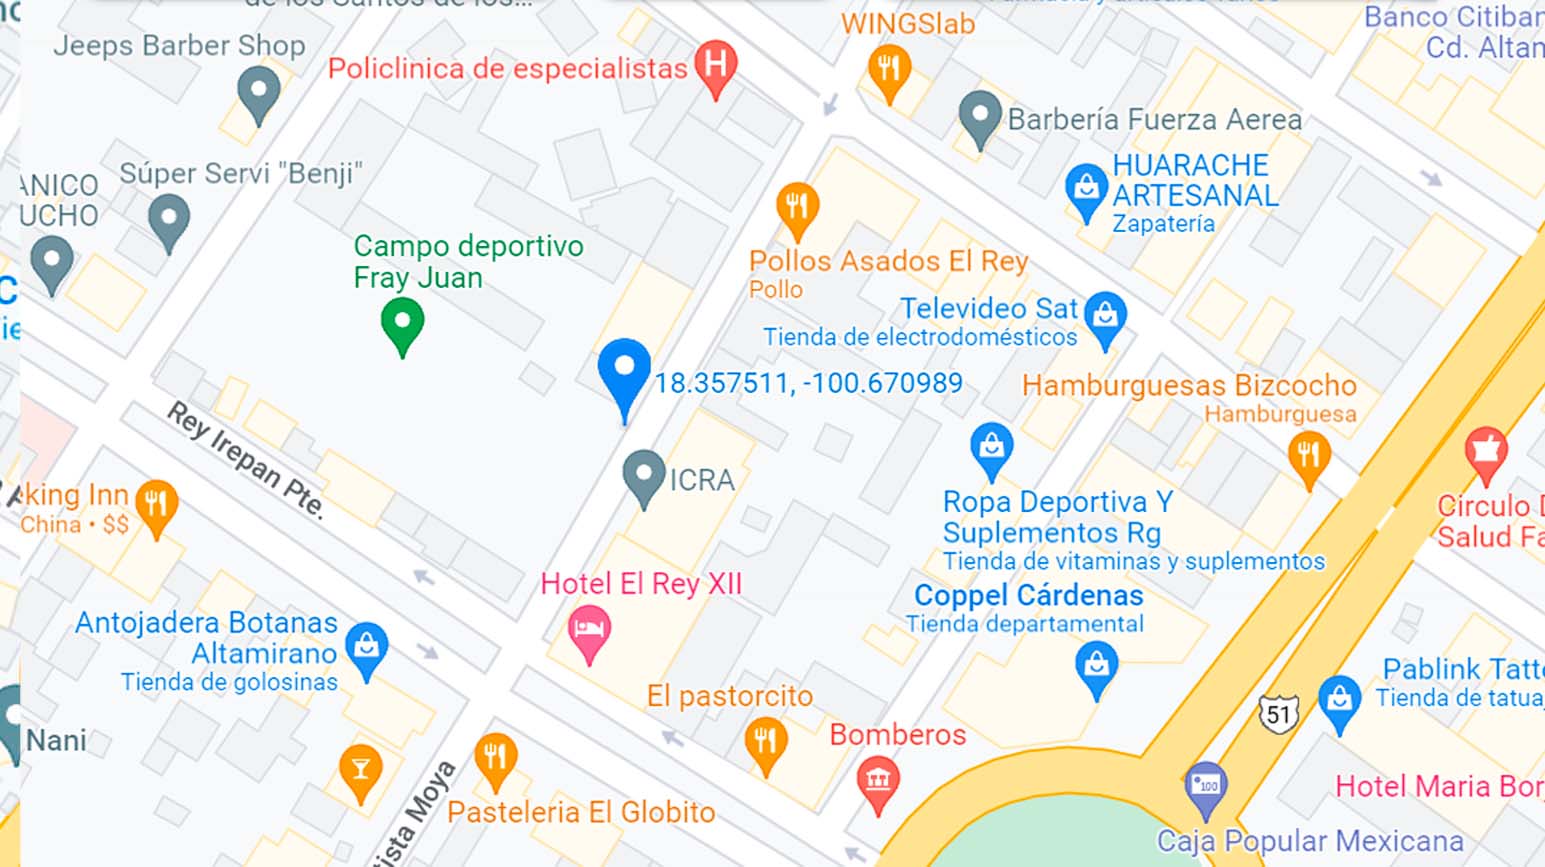 de los Santos de los...
WINGSlab
Banco Citiban
Cd. Altan
Jeeps Barber Shop
Policlinica de especialistas
H
Barbería Fuerza Aerea
HUARACHE
ARTESANAL
Zapatería
Súper Servi "Benji"
ANICO
UCHO
Campo deportivo
Fray Juan
Pollos Asados El Rey
Pollo
Televideo Sat
Tienda de electrodomésticos
18.357511, -100.670989
Hamburguesas Bizcocho
Hamburguesa
Rey Irepan Pte.
ICRA
king Inn
China • $$
Ropa Deportiva Y
Suplementos Rg
Tienda de vitaminas y suplementos
Circulo D
Salud Fa
Hotel El Rey XII
Coppel Cárdenas
Tienda departamental
Antojadera Botanas
Altamirano
Tienda de golosinas
El pastorcito
Pablink Tatto
Tienda de tatuaj
51
Nani
Bomberos
ista Moya
Pasteleria El Globito
100
Hotel Maria Bor
Caja Popular Mexicana